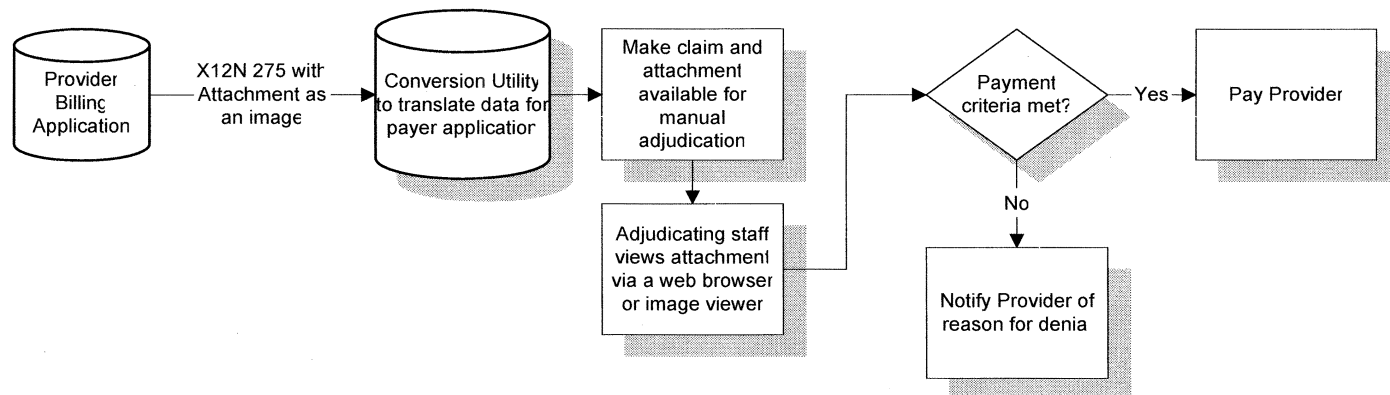 Provider
Billing
Application
X12N 275 with
Attachment as
an image
Conversion Utility
to translate data for
payer application
Make claim and
attachment
available for
manual
adjudication
Adjudicating staff
views attachment
via a web browser
or image viewer
Payment
criteria met?
Yes
Pay Provider
No
Notify Provider of
reason for denia